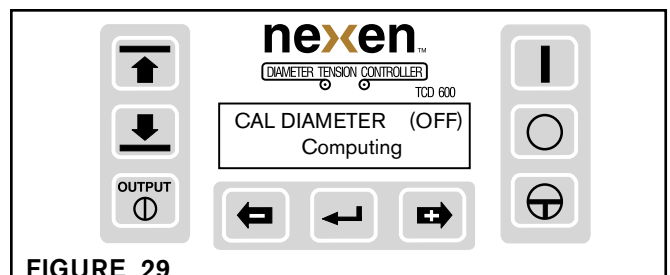 nexen™
DIAMETER TENSION CONTROLLER
TCD 600
CAL DIAMETER (OFF)
Computing
OUTPUT
FIGURE 29